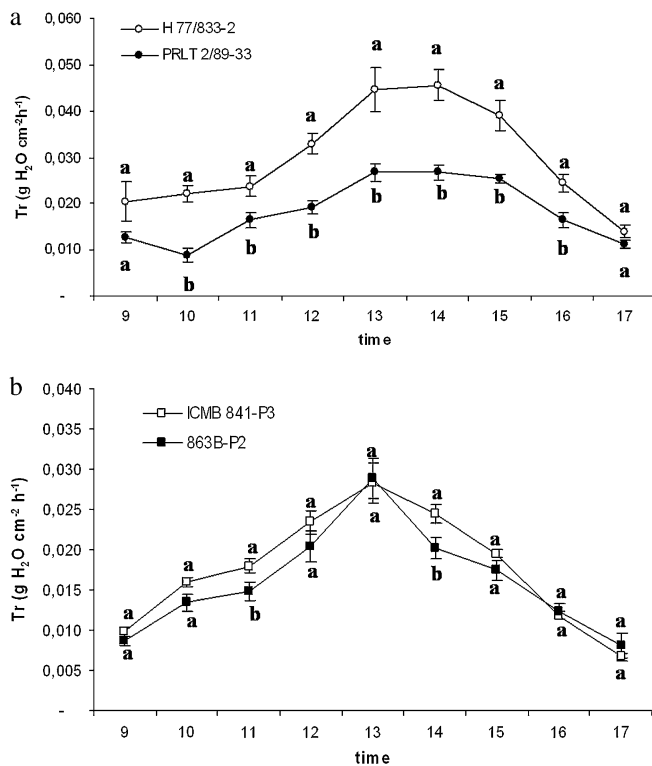 a
H 77/833-2
PRLT 2/89-33
Tr (g H₂O cm⁻²h⁻¹)
0,060
0,050
0,040
0,030
0,020
0,010
-
a a a a a a a a a
a b b b b b b b a
9 10 11 12 13 14 15 16 17
time
b
ICMB 841-P3
863B-P2
Tr (g H₂O cm⁻² h⁻¹)
0,040
0,035
0,030
0,025
0,020
0,015
0,010
0,005
-
a a a a a a a a a
a a b a a b a a a
9 10 11 12 13 14 15 16 17
time